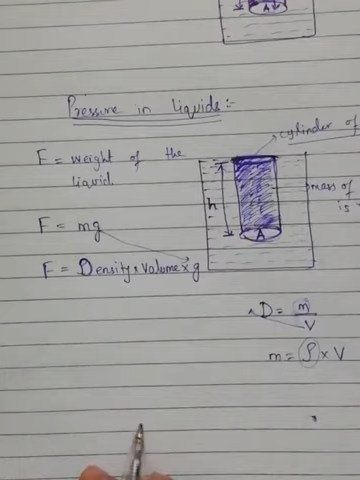 A
Pressure in liquids:-
cylinder of
F = weight of the
liquid.
h
A
mass of
is
F = mg
F = Density x volume x g
D = m/V
m = ρ x V